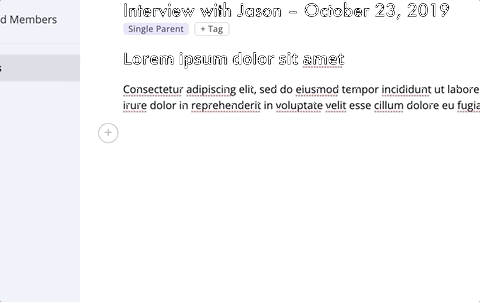 d Members
s
Interview with Jason – October 23, 2019
Single Parent + Tag
Lorem ipsum dolor sit amet
Consectetur adipiscing elit, sed do eiusmod tempor incididunt ut labore
irure dolor in reprehenderit in voluptate velit esse cillum dolore eu fugia